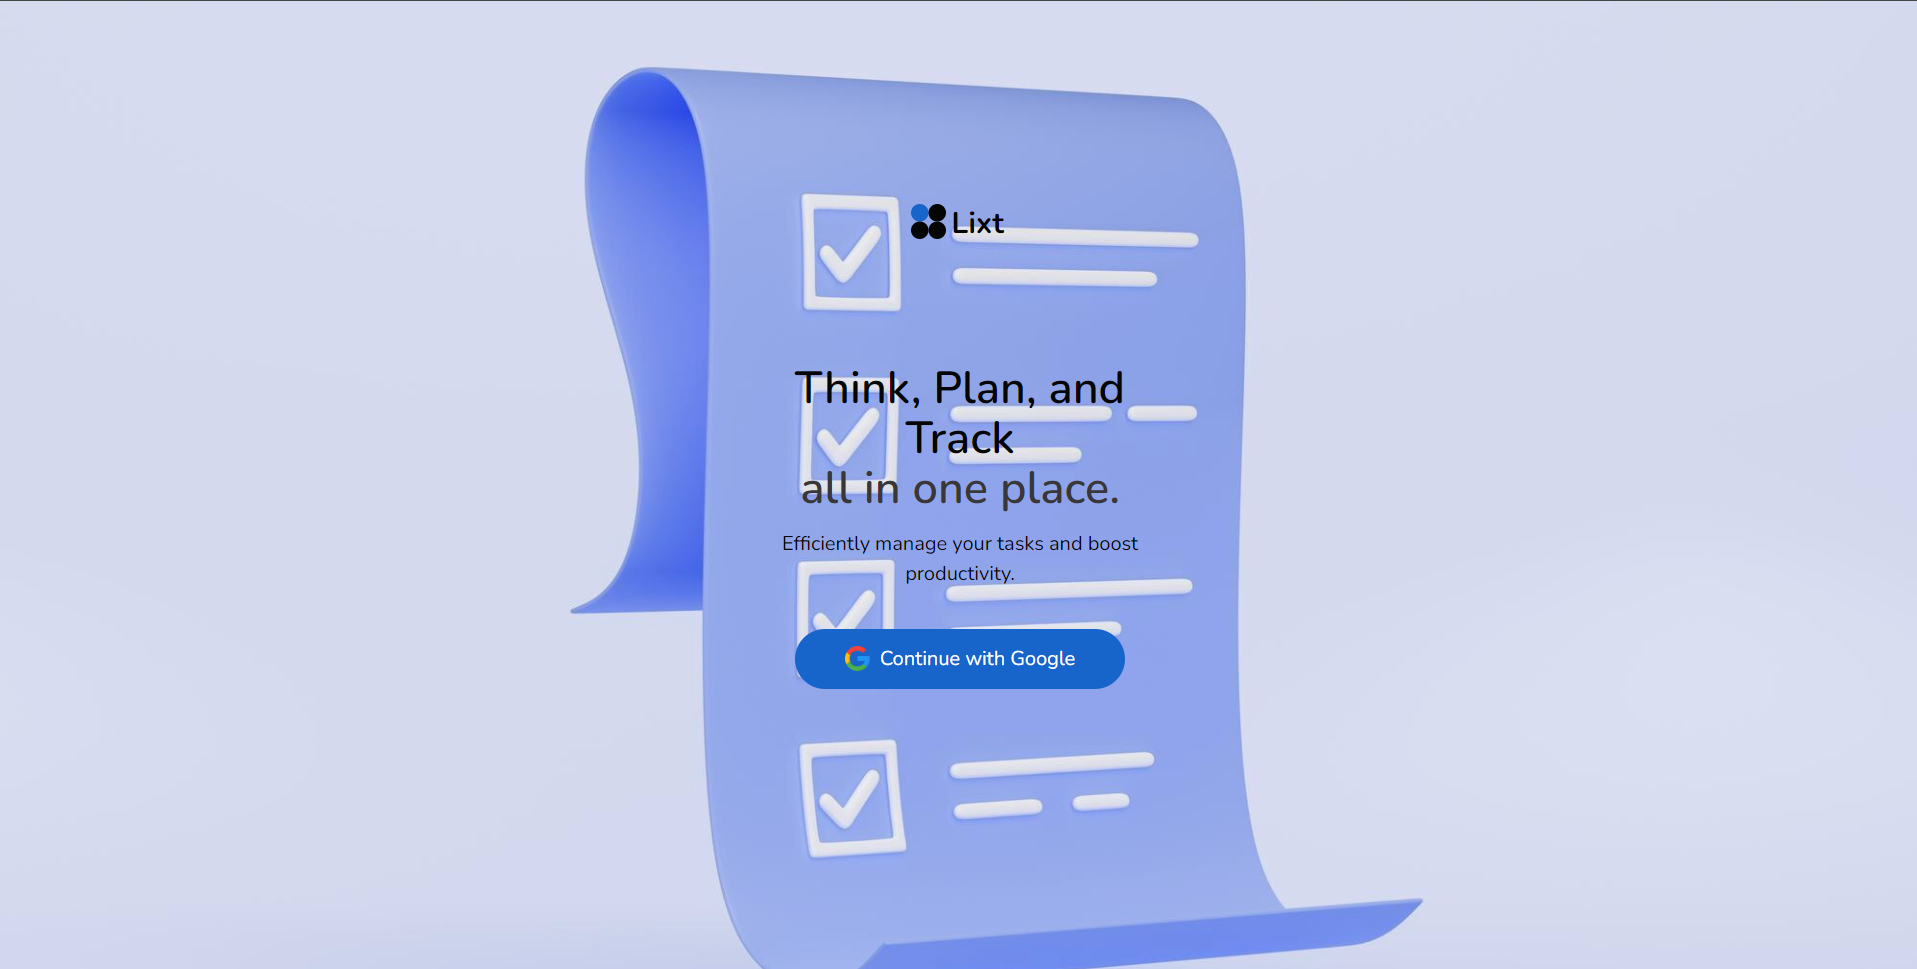 Lixt
Think, Plan, and
Track
all in one place.
Efficiently manage your tasks and boost
productivity.
Continue with Google